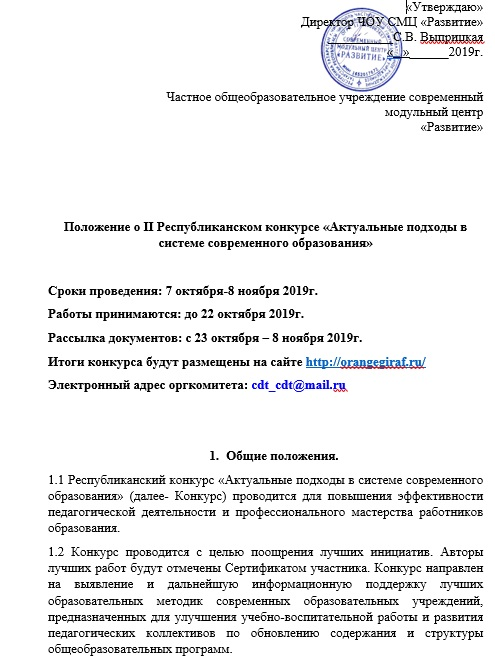 «Утверждаю»
Директор ЧОУ СМЦ «Развитие»
С.В. Выприцкая
«__»______2019г.
СОВРЕМЕННЫЙ
МОДУЛЬНЫЙ ЦЕНТР
«РАЗВИТИЕ»
Частное общеобразовательное учреждение современный
модульный центр
«Развитие»
Положение о II Республиканском конкурсе «Актуальные подходы в
системе современного образования»
Сроки проведения: 7 октября-8 ноября 2019г.
Работы принимаются: до 22 октября 2019г.
Рассылка документов: с 23 октября – 8 ноября 2019г.
Итоги конкурса будут размещены на сайте http://orangegiraf.ru/
Электронный адрес оргкомитета: cdt_cdt@mail.ru
1. Общие положения.
1.1 Республиканский конкурс «Актуальные подходы в системе современного
образования» (далее- Конкурс) проводится для повышения эффективности
педагогической деятельности и профессионального мастерства работников
образования.
1.2 Конкурс проводится с целью поощрения лучших инициатив. Авторы
лучших работ будут отмечены Сертификатом участника. Конкурс направлен
на выявление и дальнейшую информационную поддержку лучших
образовательных методик современных образовательных учреждений,
предназначенных для улучшения учебно-воспитательной работы и развития
педагогических коллективов по обновлению содержания и структуры
общеобразовательных программ.